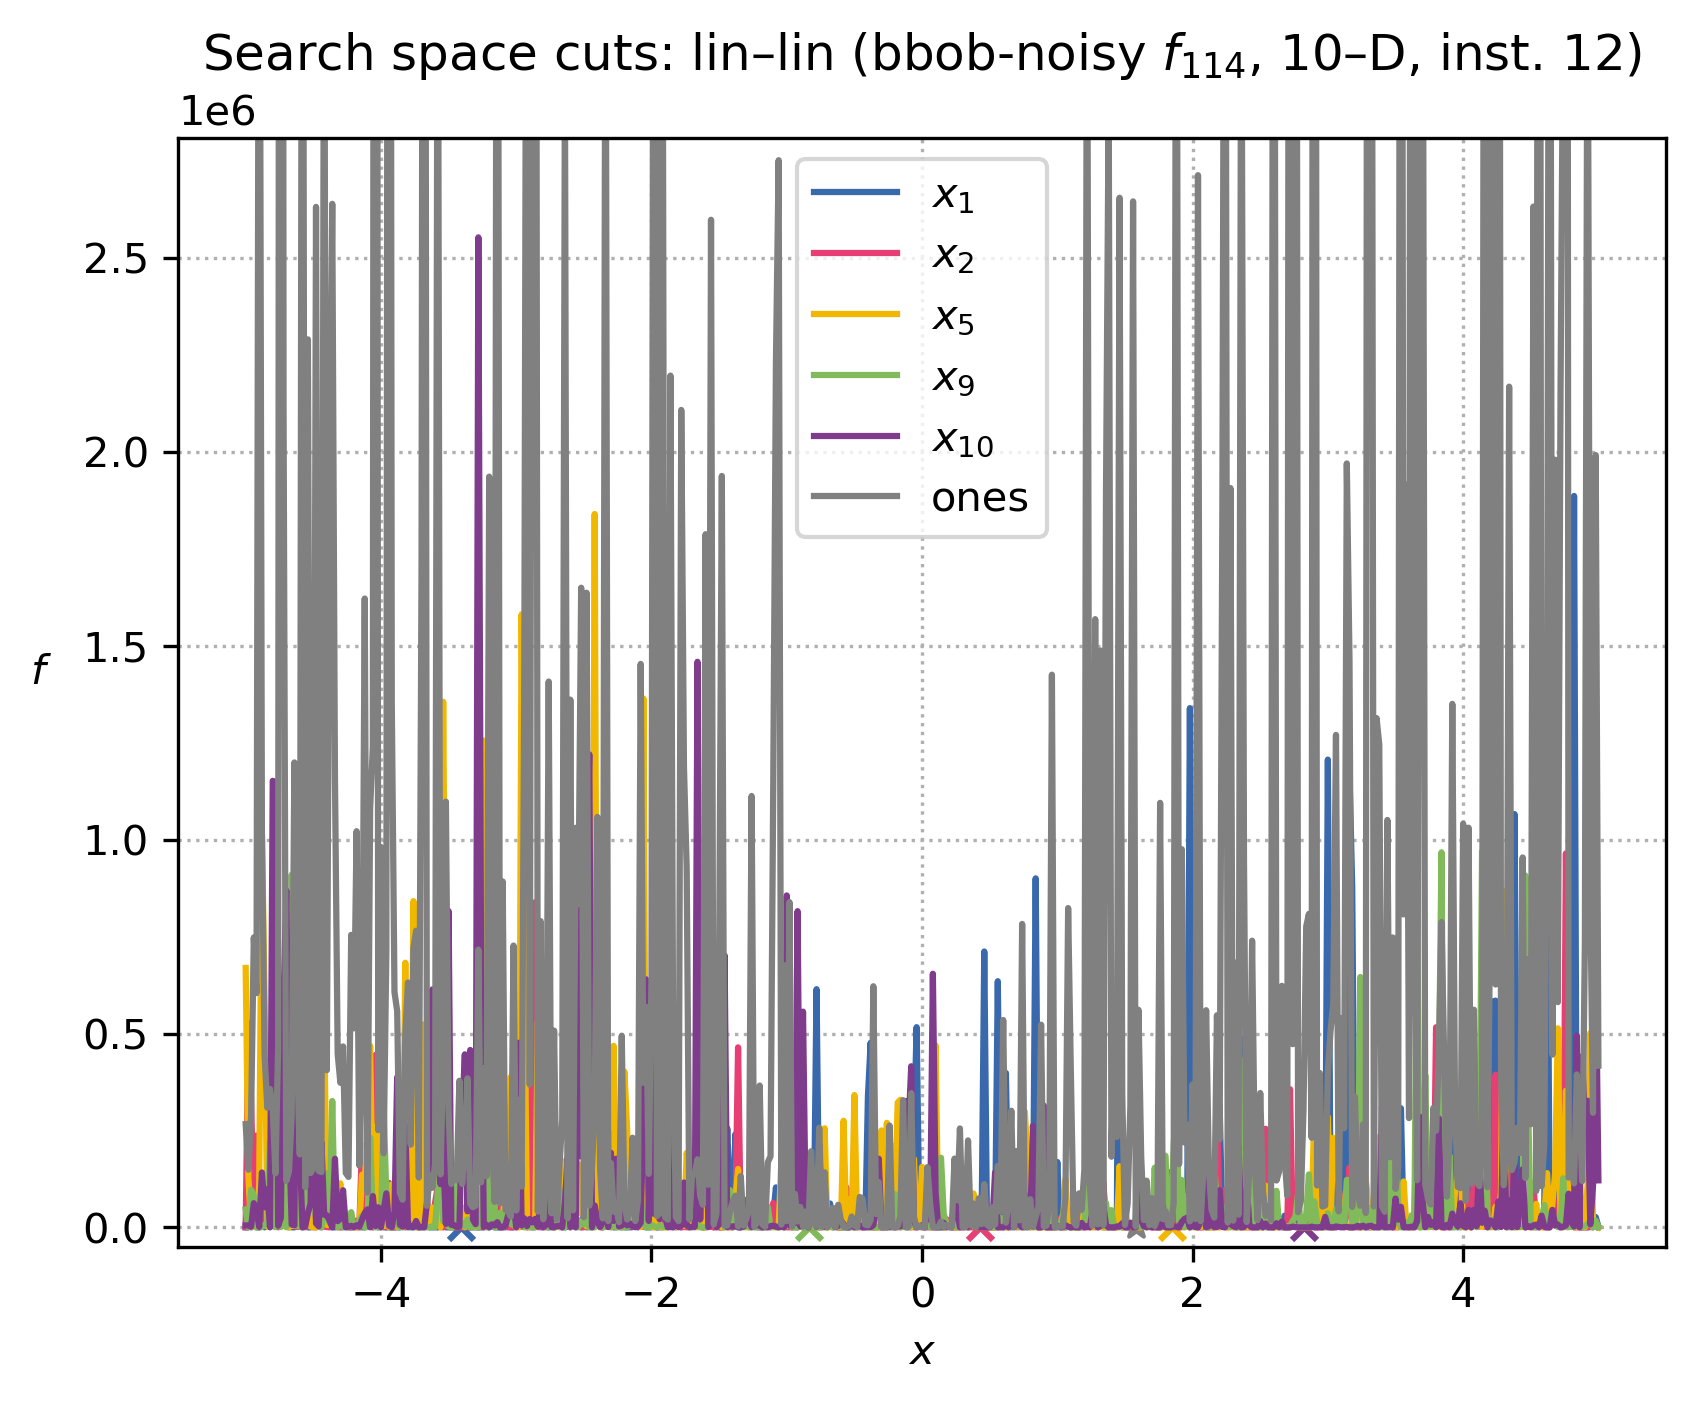 Search space cuts: lin–lin (bbob-noisy f₁₁₄, 10–D, inst. 12)
1e6
2.5
2.0
1.5
1.0
0.5
0.0
f
x₁
x₂
x₅
x₉
x₁₀
ones
−4
−2
0
2
4
x